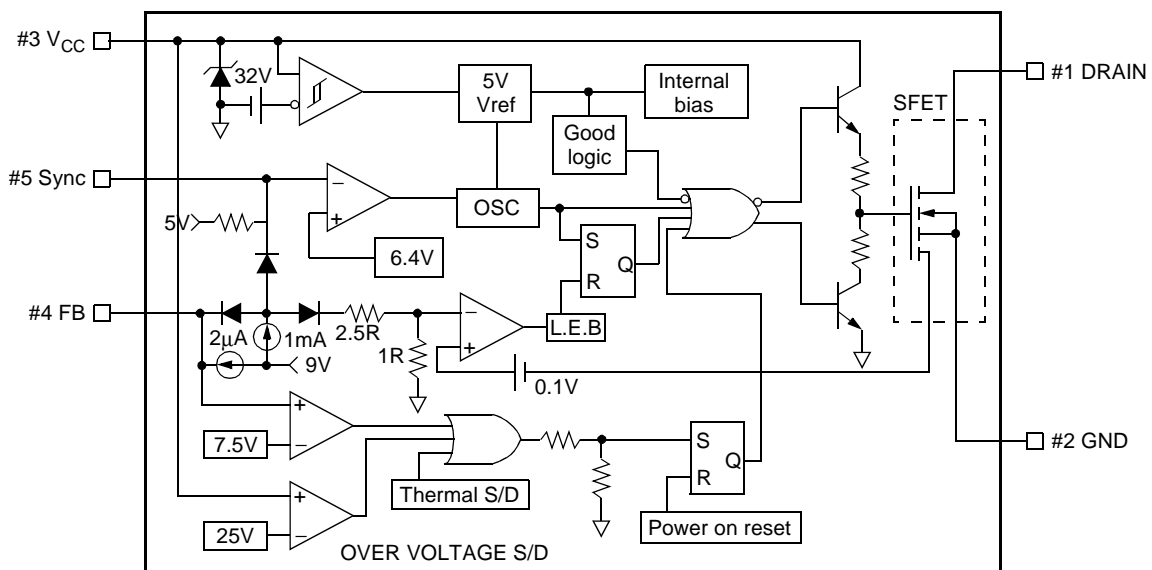 #3 VCC
32V
5V
Vref
Internal
bias
#1 DRAIN
SFET
Good
logic
#5 Sync
5V
−
+
OSC
6.4V
S
R
Q
#4 FB
2μA
1mA
9V
2.5R
1R
−
+
L.E.B
0.1V
+
−
7.5V
Thermal S/D
S
R
Q
#2 GND
+
−
25V
Power on reset
OVER VOLTAGE S/D